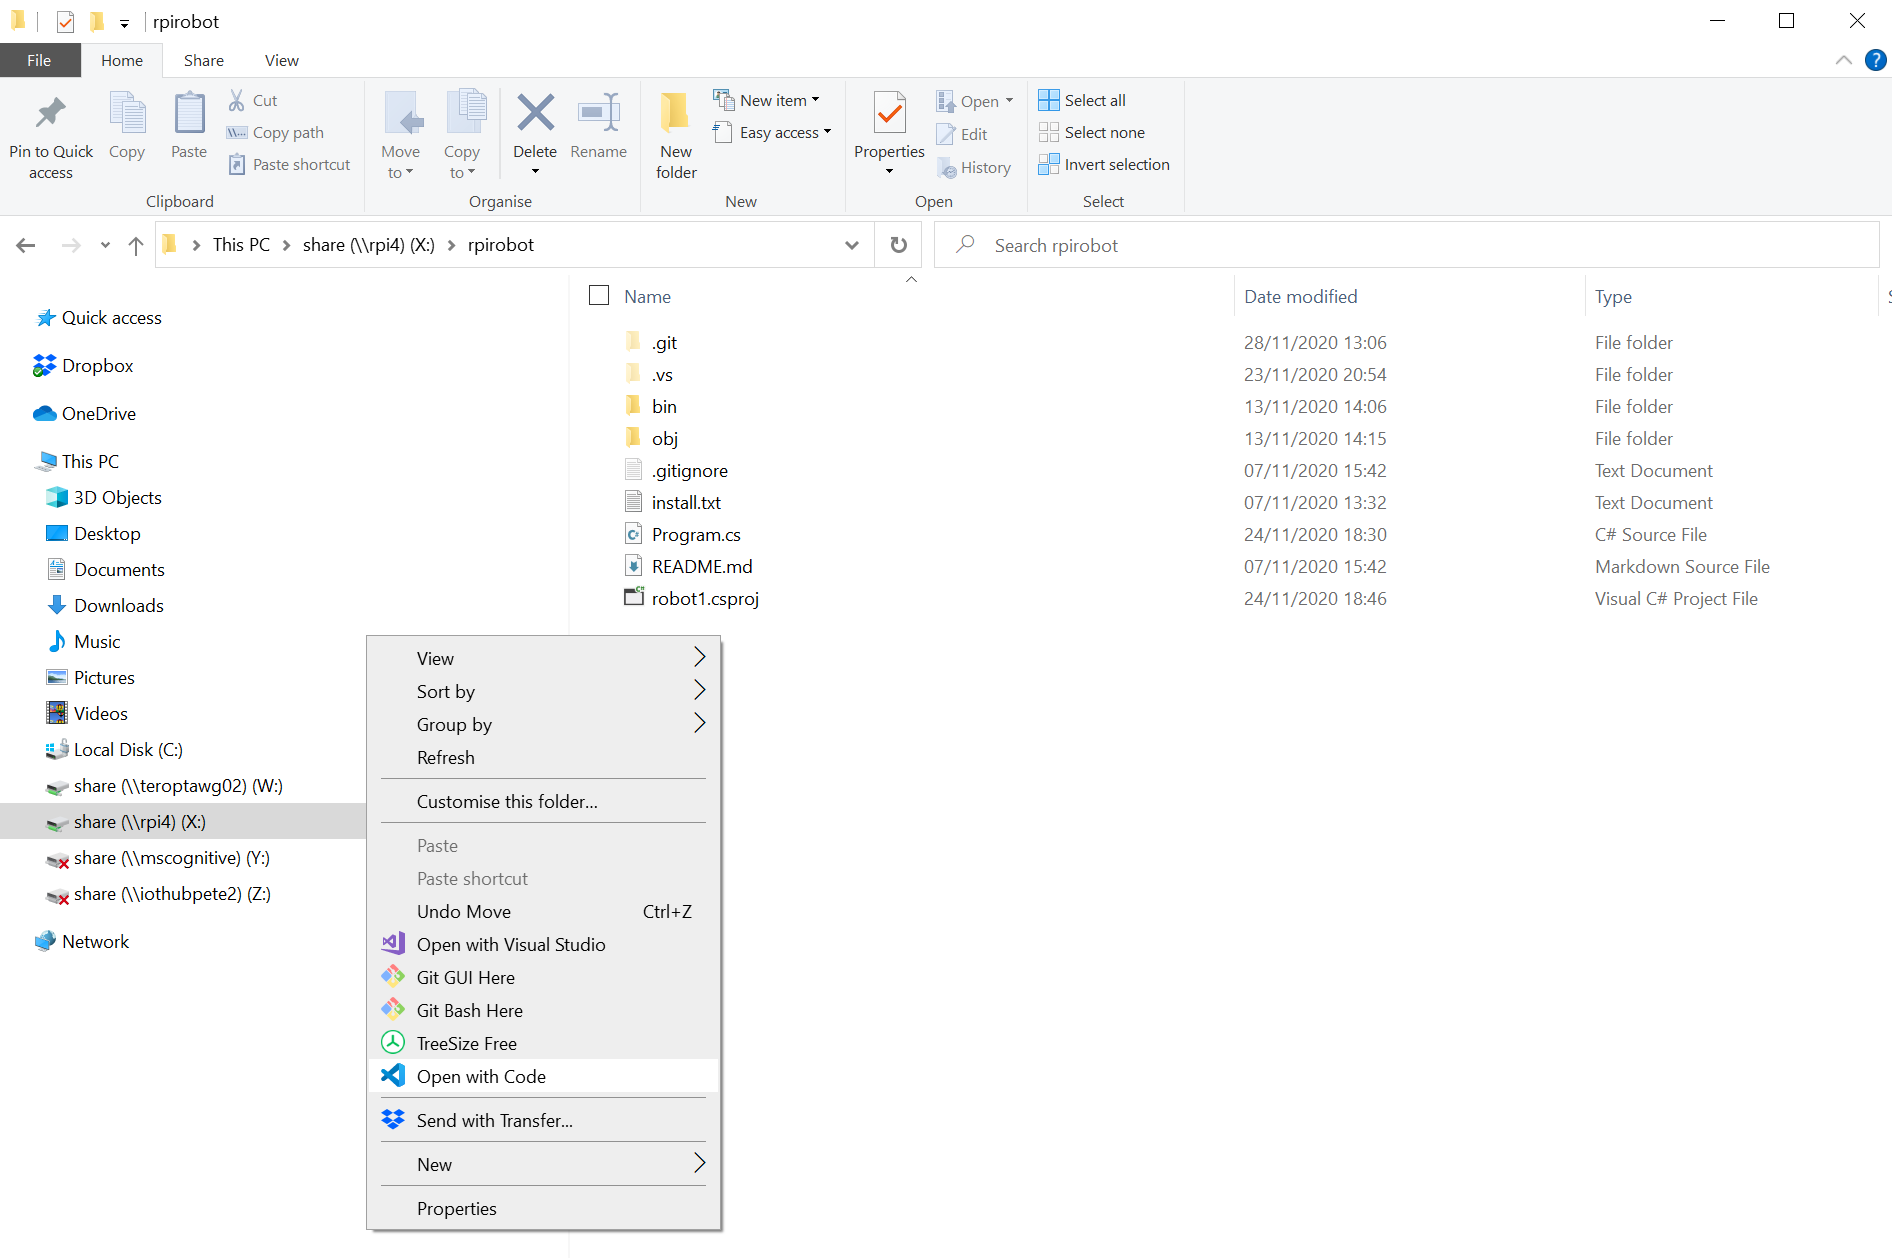 rpirobot
File
Home
Share
View
Pin to Quick
access
Copy
Paste
Cut
Copy path
Paste shortcut
Clipboard
Move
to
Copy
to
Delete
Rename
Organise
New
folder
New item
Easy access
New
Properties
Open
Edit
History
Open
Select all
Select none
Invert selection
Select
This PC > share (\\rpi4) (X:) > rpirobot
Search rpirobot
Quick access
Dropbox
OneDrive
This PC
3D Objects
Desktop
Documents
Downloads
Music
Pictures
Videos
Local Disk (C:)
share (\\teroptawg02) (W:)
share (\\rpi4) (X:)
share (\\mscognitive) (Y:)
share (\\iothubpete2) (Z:)
Network
Name Date modified Type
.git 28/11/2020 13:06 File folder
.vs 23/11/2020 20:54 File folder
bin 13/11/2020 14:06 File folder
obj 13/11/2020 14:15 File folder
.gitignore 07/11/2020 15:42 Text Document
install.txt 07/11/2020 13:32 Text Document
Program.cs 24/11/2020 18:30 C# Source File
README.md 07/11/2020 15:42 Markdown Source File
robot1.csproj 24/11/2020 18:46 Visual C# Project File
View
Sort by
Group by
Refresh
Customise this folder...
Paste
Paste shortcut
Undo Move Ctrl+Z
Open with Visual Studio
Git GUI Here
Git Bash Here
TreeSize Free
Open with Code
Send with Transfer...
New
Properties